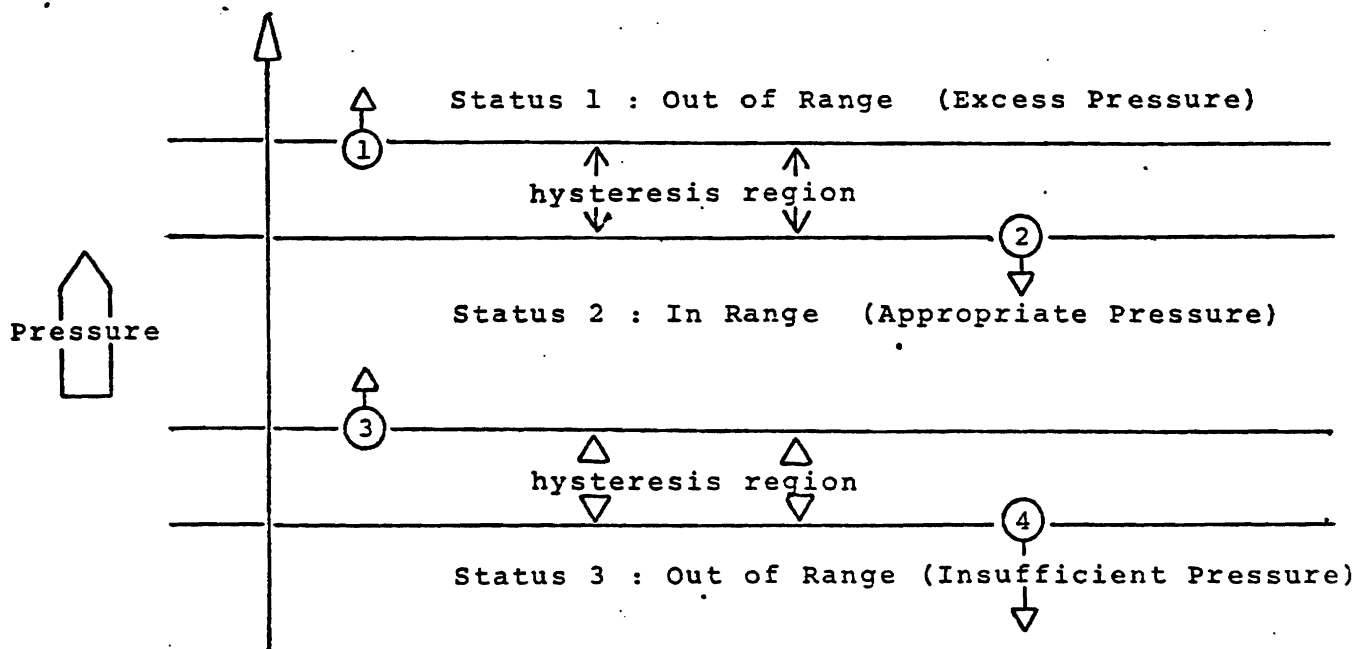 Status 1 : Out of Range (Excess Pressure)
1
hysteresis region
2
Status 2 : In Range (Appropriate Pressure)
Pressure
3
hysteresis region
4
Status 3 : Out of Range (Insufficient Pressure)